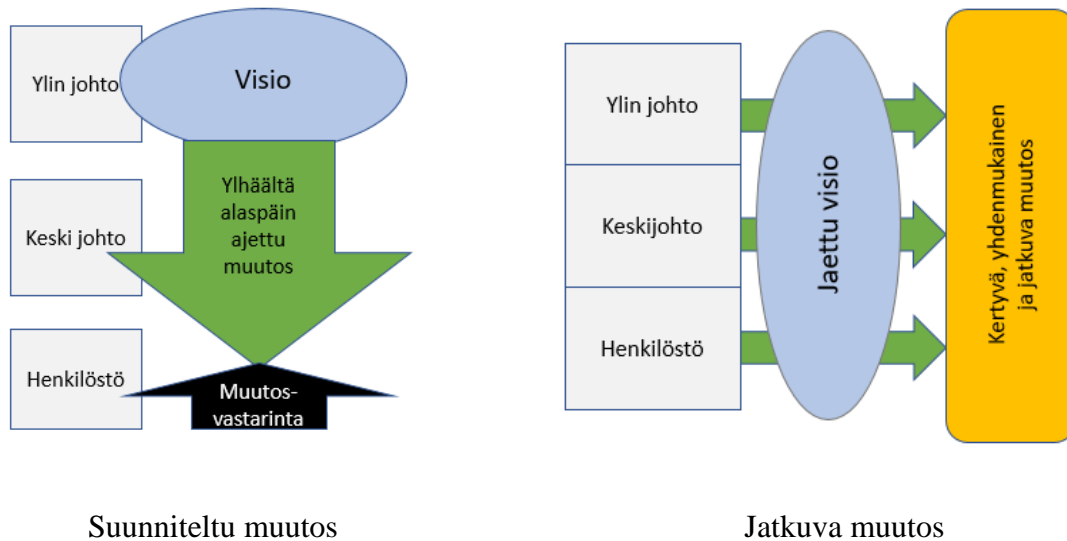 Ylin johto
Visio
Ylhäältä
alaspäin
ajettu
muutos
Keski johto
Henkilöstö
Muutos-
vastarinta
Suunniteltu muutos
Ylin johto
Keskijohto
Henkilöstö
Jaettu visio
Kertyvä, yhdenmukainen
ja jatkuva muutos
Jatkuva muutos